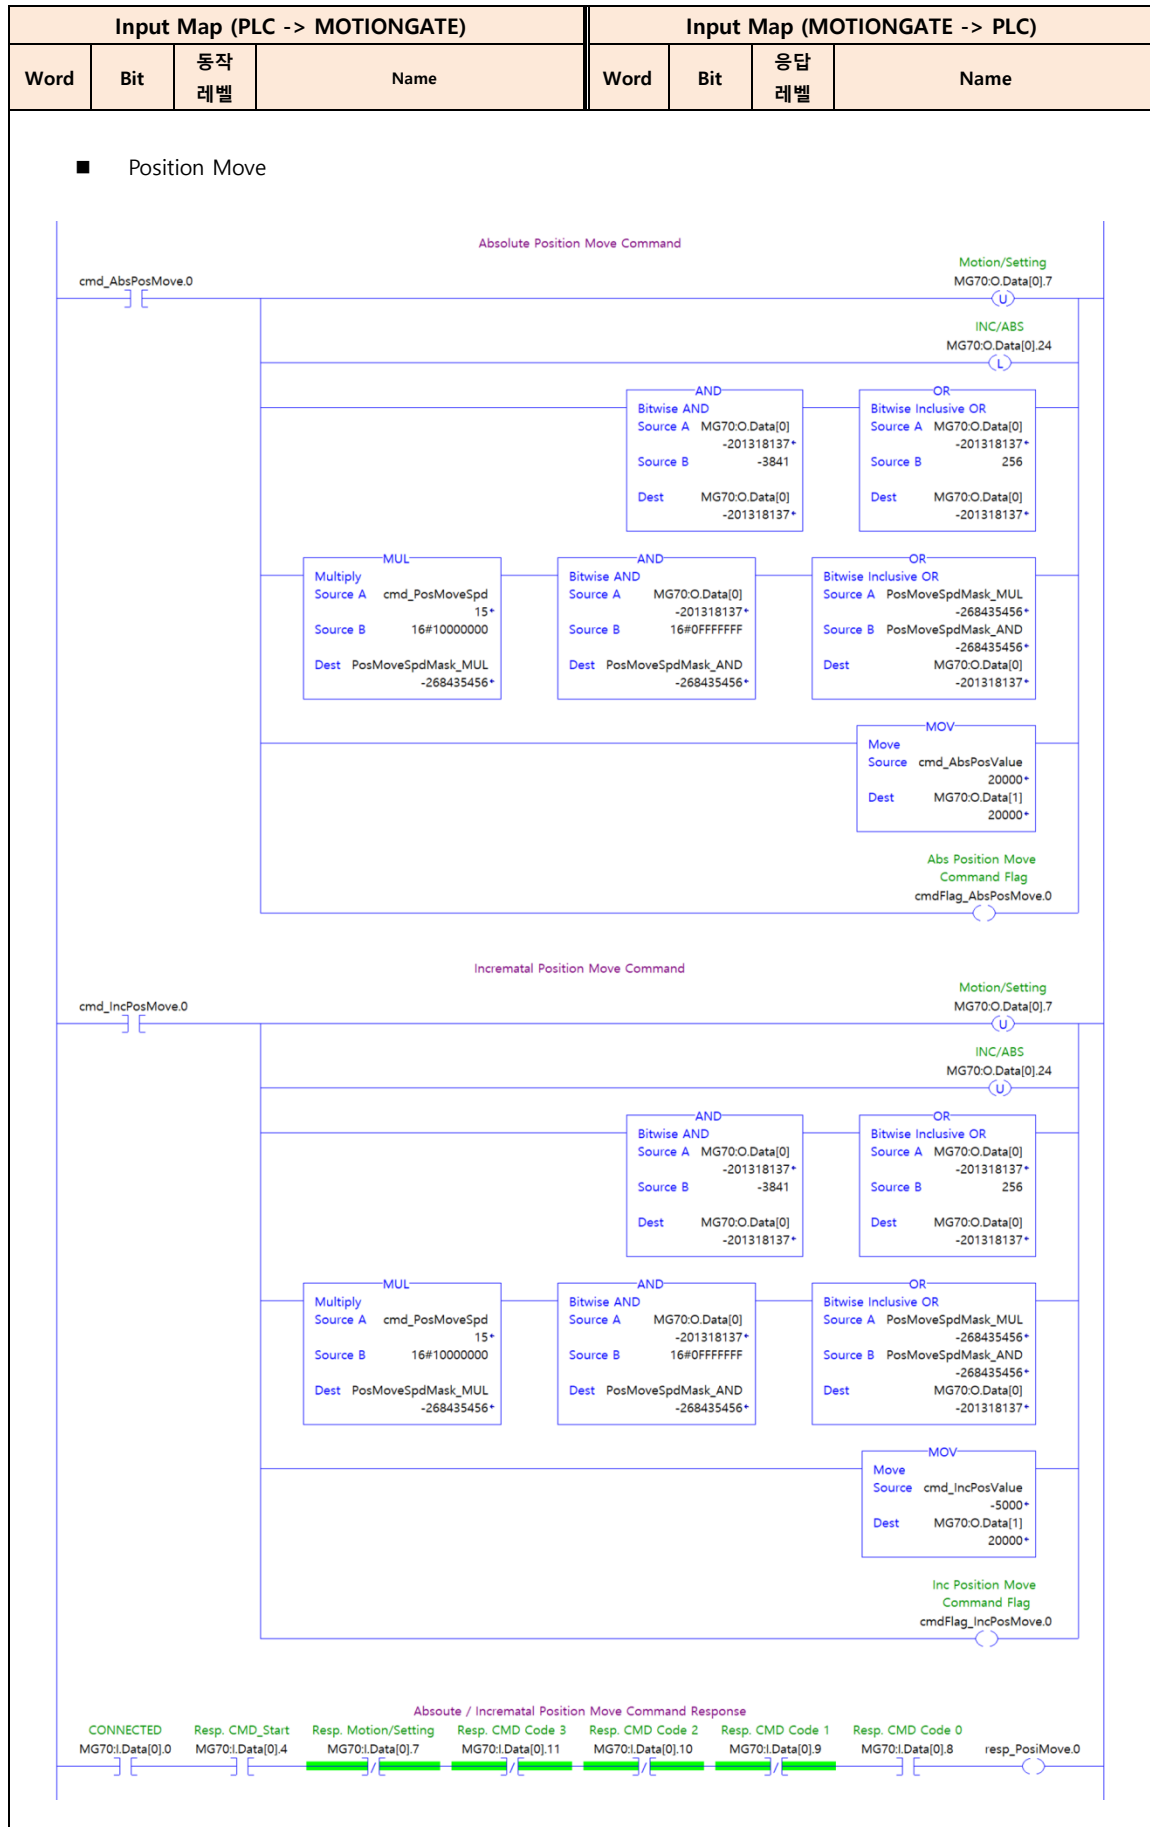 Input Map (PLC -> MOTIONGATE)
Input Map (MOTIONGATE -> PLC)
Word
Bit
동작
레벨
Name
Word
Bit
응답
레벨
Name
■ Position Move
Absolute Position Move Command
cmd_AbsPosMove.0
Motion/Setting
MG70:O.Data[0].7
U
INC/ABS
MG70:O.Data[0].24
L
AND
Bitwise AND
Source A MG70:O.Data[0]
-201318137
Source B -3841
Dest MG70:O.Data[0]
-201318137
OR
Bitwise Inclusive OR
Source A MG70:O.Data[0]
-201318137
Source B 256
Dest MG70:O.Data[0]
-201318137
MUL
Multiply
Source A cmd_PosMoveSpd
15
Source B 16#10000000
Dest PosMoveSpdMask_MUL
-268435456
AND
Bitwise AND
Source A MG70:O.Data[0]
-201318137
Source B 16#0FFFFFFF
Dest PosMoveSpdMask_AND
-268435456
OR
Bitwise Inclusive OR
Source A PosMoveSpdMask_MUL
-268435456
Source B PosMoveSpdMask_AND
-268435456
Dest MG70:O.Data[0]
-201318137
MOV
Move
Source cmd_AbsPosValue
20000
Dest MG70:O.Data[1]
20000
Abs Position Move
Command Flag
cmdFlag_AbsPosMove.0
Incrematal Position Move Command
cmd_IncPosMove.0
Motion/Setting
MG70:O.Data[0].7
U
INC/ABS
MG70:O.Data[0].24
U
AND
Bitwise AND
Source A MG70:O.Data[0]
-201318137
Source B -3841
Dest MG70:O.Data[0]
-201318137
OR
Bitwise Inclusive OR
Source A MG70:O.Data[0]
-201318137
Source B 256
Dest MG70:O.Data[0]
-201318137
MUL
Multiply
Source A cmd_PosMoveSpd
15
Source B 16#10000000
Dest PosMoveSpdMask_MUL
-268435456
AND
Bitwise AND
Source A MG70:O.Data[0]
-201318137
Source B 16#0FFFFFFF
Dest PosMoveSpdMask_AND
-268435456
OR
Bitwise Inclusive OR
Source A PosMoveSpdMask_MUL
-268435456
Source B PosMoveSpdMask_AND
-268435456
Dest MG70:O.Data[0]
-201318137
MOV
Move
Source cmd_IncPosValue
-5000
Dest MG70:O.Data[1]
20000
Inc Position Move
Command Flag
cmdFlag_IncPosMove.0
Absoute / Incrematal Position Move Command Response
CONNECTED
MG70:I.Data[0].0
Resp. CMD_Start
MG70:I.Data[0].4
Resp. Motion/Setting
MG70:I.Data[0].7
Resp. CMD Code 3
MG70:I.Data[0].11
Resp. CMD Code 2
MG70:I.Data[0].10
Resp. CMD Code 1
MG70:I.Data[0].9
Resp. CMD Code 0
MG70:I.Data[0].8
resp_PosiMove.0